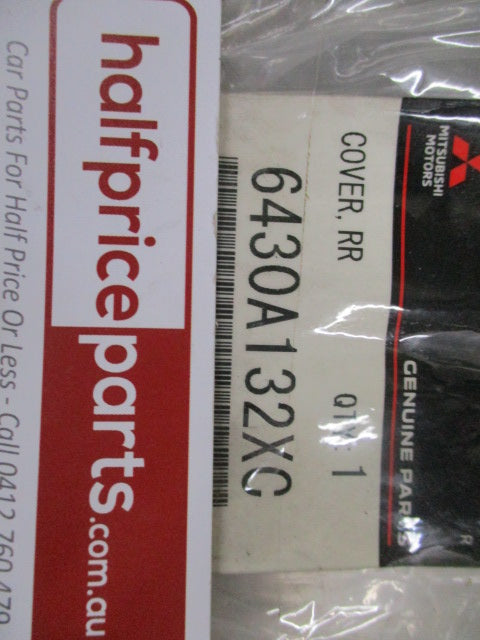 MITSUBISHI
MOTORS
GENUINE PARTS
R
COVER, RR QTY: 1
6430A132XC
halfpriceparts.com.au
Car Parts For Half Price Or Less - Call 0412 760 479